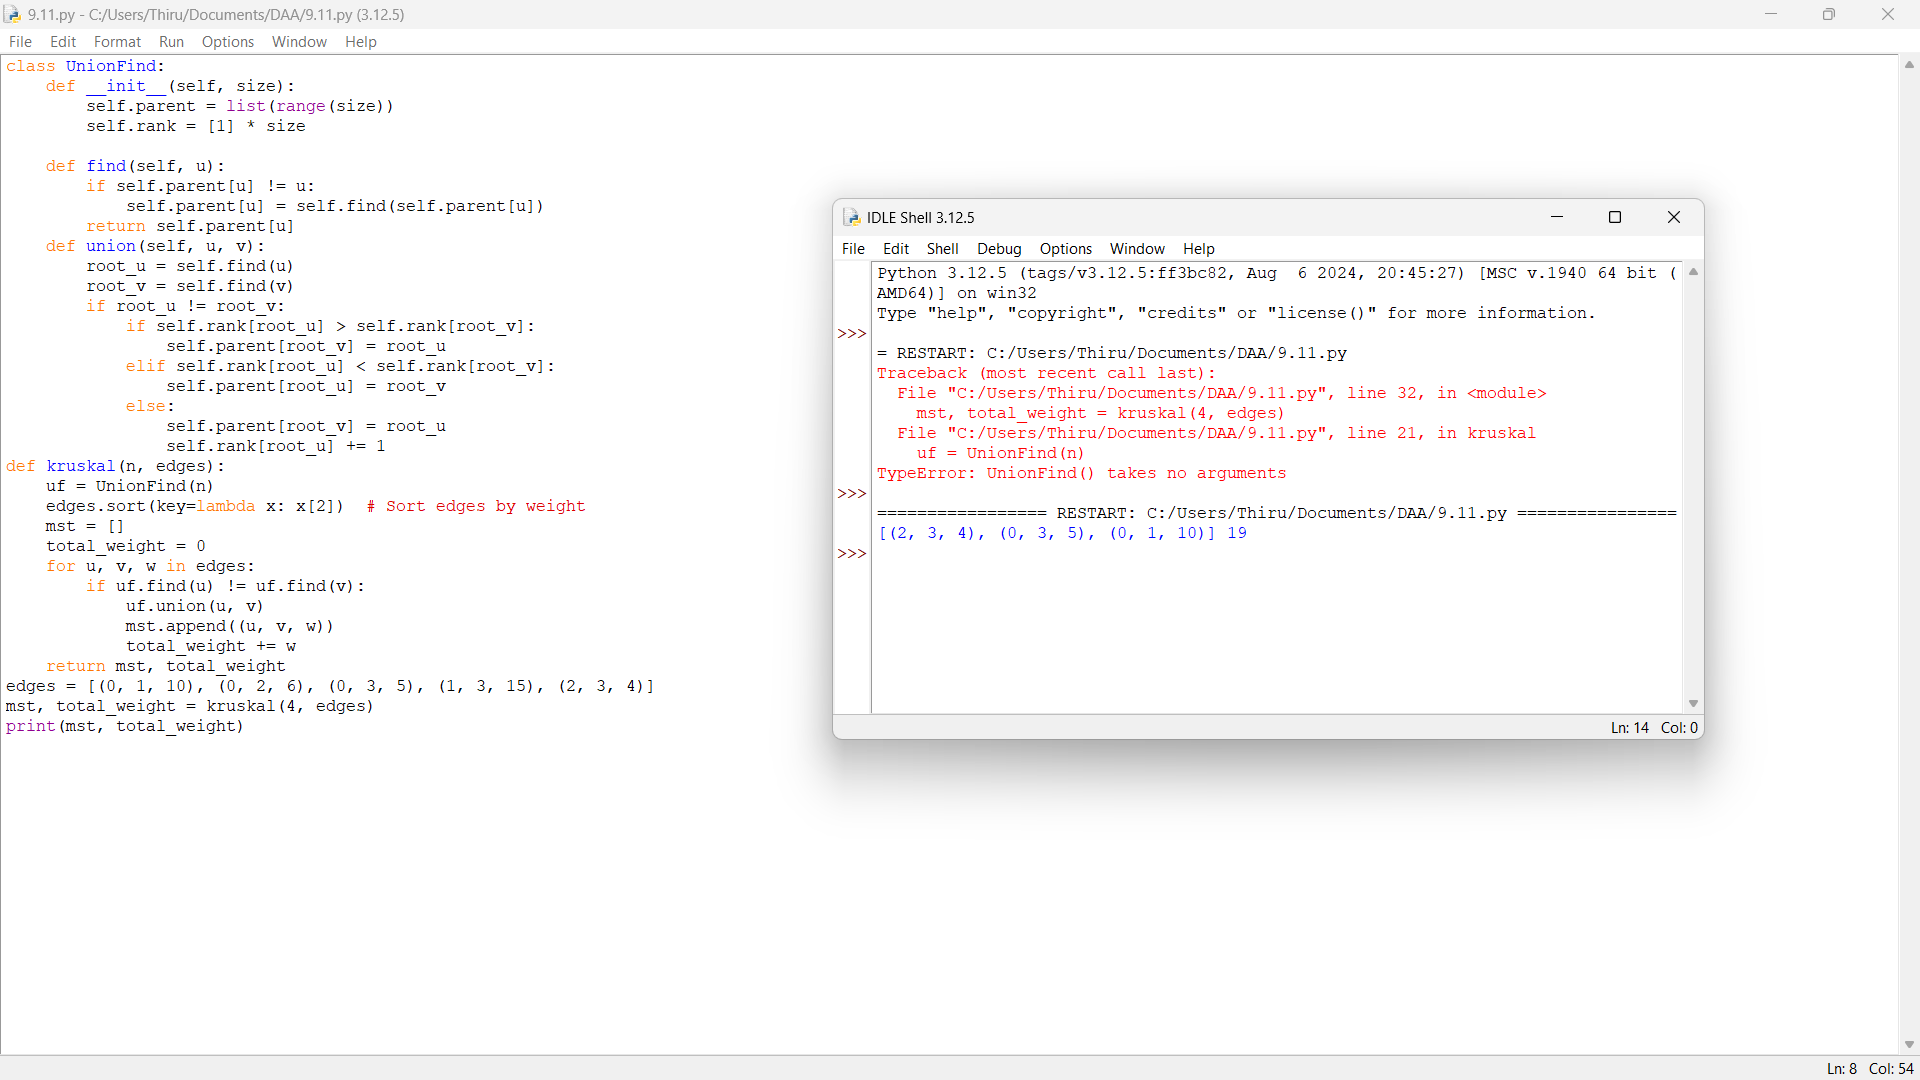 9.11.py - C:/Users/Thiru/Documents/DAA/9.11.py (3.12.5)
File Edit Format Run Options Window Help
class UnionFind:
    def __init__(self, size):
        self.parent = list(range(size))
        self.rank = [1] * size

    def find(self, u):
        if self.parent[u] != u:
            self.parent[u] = self.find(self.parent[u])
        return self.parent[u]
    def union(self, u, v):
        root_u = self.find(u)
        root_v = self.find(v)
        if root_u != root_v:
            if self.rank[root_u] > self.rank[root_v]:
                self.parent[root_v] = root_u
            elif self.rank[root_u] < self.rank[root_v]:
                self.parent[root_u] = root_v
            else:
                self.parent[root_v] = root_u
                self.rank[root_u] += 1
def kruskal(n, edges):
    uf = UnionFind(n)
    edges.sort(key=lambda x: x[2])  # Sort edges by weight
    mst = []
    total_weight = 0
    for u, v, w in edges:
        if uf.find(u) != uf.find(v):
            uf.union(u, v)
            mst.append((u, v, w))
            total_weight += w
    return mst, total_weight
edges = [(0, 1, 10), (0, 2, 6), (0, 3, 5), (1, 3, 15), (2, 3, 4)]
mst, total_weight = kruskal(4, edges)
print(mst, total_weight)
IDLE Shell 3.12.5
File Edit Shell Debug Options Window Help
Python 3.12.5 (tags/v3.12.5:ff3bc82, Aug  6 2024, 20:45:27) [MSC v.1940 64 bit (
AMD64)] on win32
Type "help", "copyright", "credits" or "license()" for more information.
>>>
= RESTART: C:/Users/Thiru/Documents/DAA/9.11.py
Traceback (most recent call last):
  File "C:/Users/Thiru/Documents/DAA/9.11.py", line 32, in <module>
    mst, total_weight = kruskal(4, edges)
  File "C:/Users/Thiru/Documents/DAA/9.11.py", line 21, in kruskal
    uf = UnionFind(n)
TypeError: UnionFind() takes no arguments
>>>
================= RESTART: C:/Users/Thiru/Documents/DAA/9.11.py ================
[(2, 3, 4), (0, 3, 5), (0, 1, 10)] 19
>>>
Ln: 14 Col: 0
Ln: 8 Col: 54